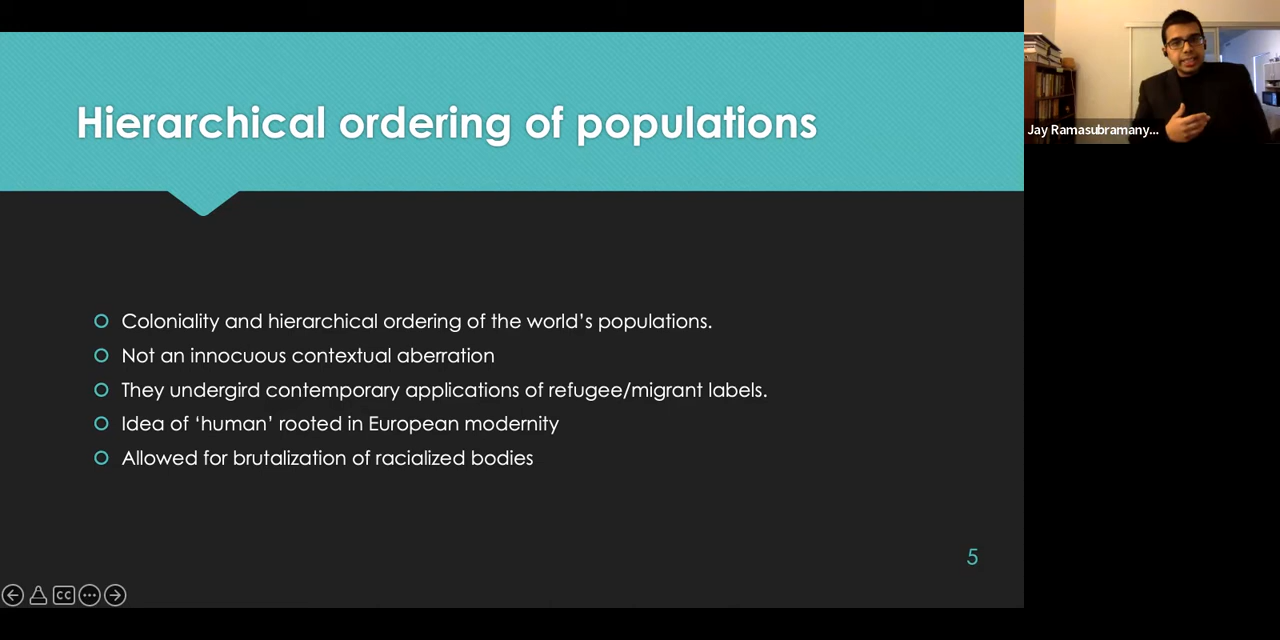 Hierarchical ordering of populations
Jay Ramasubramany...
Coloniality and hierarchical ordering of the world's populations.
Not an innocuous contextual aberration
They undergird contemporary applications of refugee/migrant labels.
Idea of 'human' rooted in European modernity
Allowed for brutalization of racialized bodies
5
CC